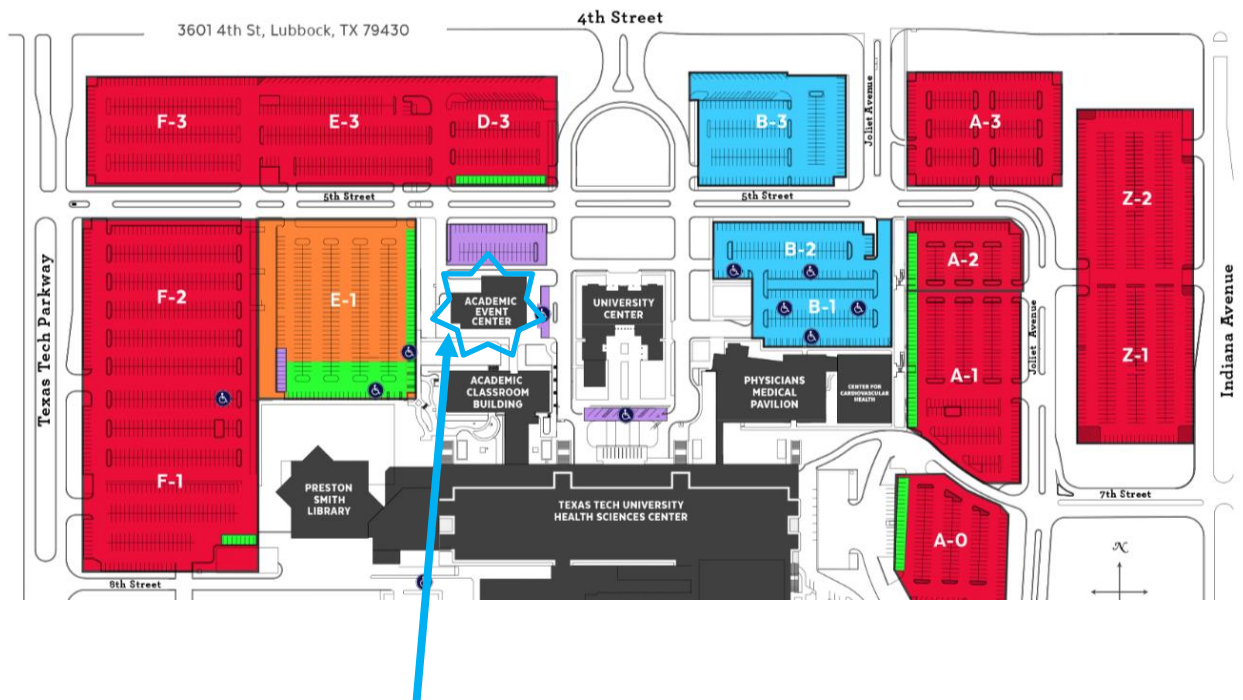 4th Street
3601 4th St, Lubbock, TX 79430
F-3
E-3
D-3
B-3
Joliet Avenue
A-3
Z-2
5th Street
5th Street
Texas Tech Parkway
F-2
E-1
ACADEMIC
EVENT
CENTER
UNIVERSITY
CENTER
B-2
B-1
A-2
Joliet Avenue
A-1
Z-1
Indiana Avenue
ACADEMIC
CLASSROOM
BUILDING
PHYSICIANS
MEDICAL
PAVILION
CENTER FOR
CARDIOVASCULAR
HEALTH
F-1
PRESTON
SMITH
LIBRARY
TEXAS TECH UNIVERSITY
HEALTH SCIENCES CENTER
7th Street
A-0
N
8th Street